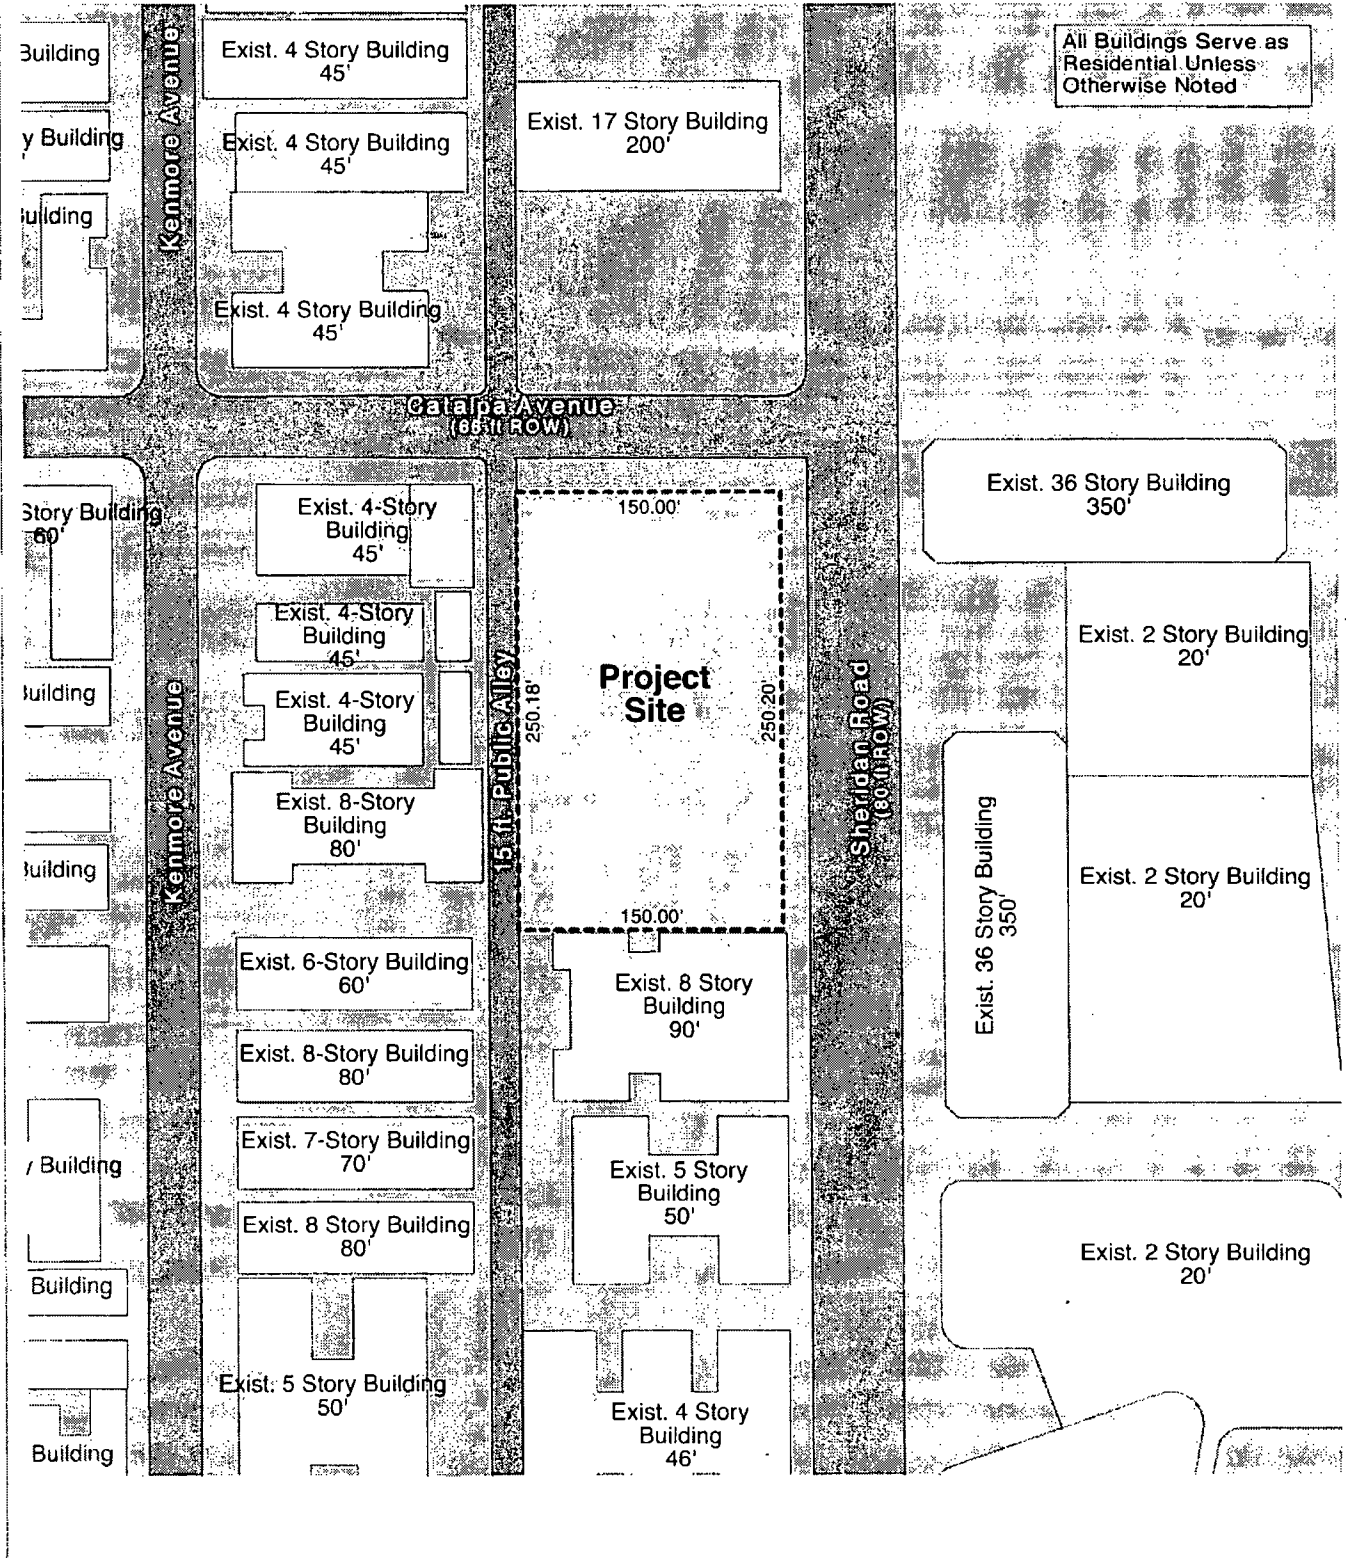 Building
Exist. 4 Story Building
45'
All Buildings Serve as
Residential Unless
Otherwise Noted
y Building
Exist. 4 Story Building
45'
Exist. 17 Story Building
200'
Kenmore Avenue
Building
Exist. 4 Story Building
45'
Catalpa Avenue
(66 ft ROW)
Story Building
60'
Exist. 4-Story
Building
45'
150.00'
Exist. 36 Story Building
350'
Exist. 4-Story
Building
45'
Exist. 2 Story Building
20'
Building
Exist. 4-Story
Building
45'
Project
Site
250.18'
250.20'
Kenmore Avenue
15 ft. Public Alley
Sheridan Road
(80 ft ROW)
Exist. 8-Story
Building
80'
Building
Exist. 36 Story Building
350'
Exist. 2 Story Building
20'
150.00'
Exist. 6-Story Building
60'
Exist. 8 Story
Building
90'
Exist. 8-Story Building
80'
Exist. 7-Story Building
70'
y Building
Exist. 5 Story
Building
50'
Exist. 8 Story Building
80'
Exist. 2 Story Building
20'
Building
Exist. 5 Story Building
50'
Exist. 4 Story
Building
46'
Building